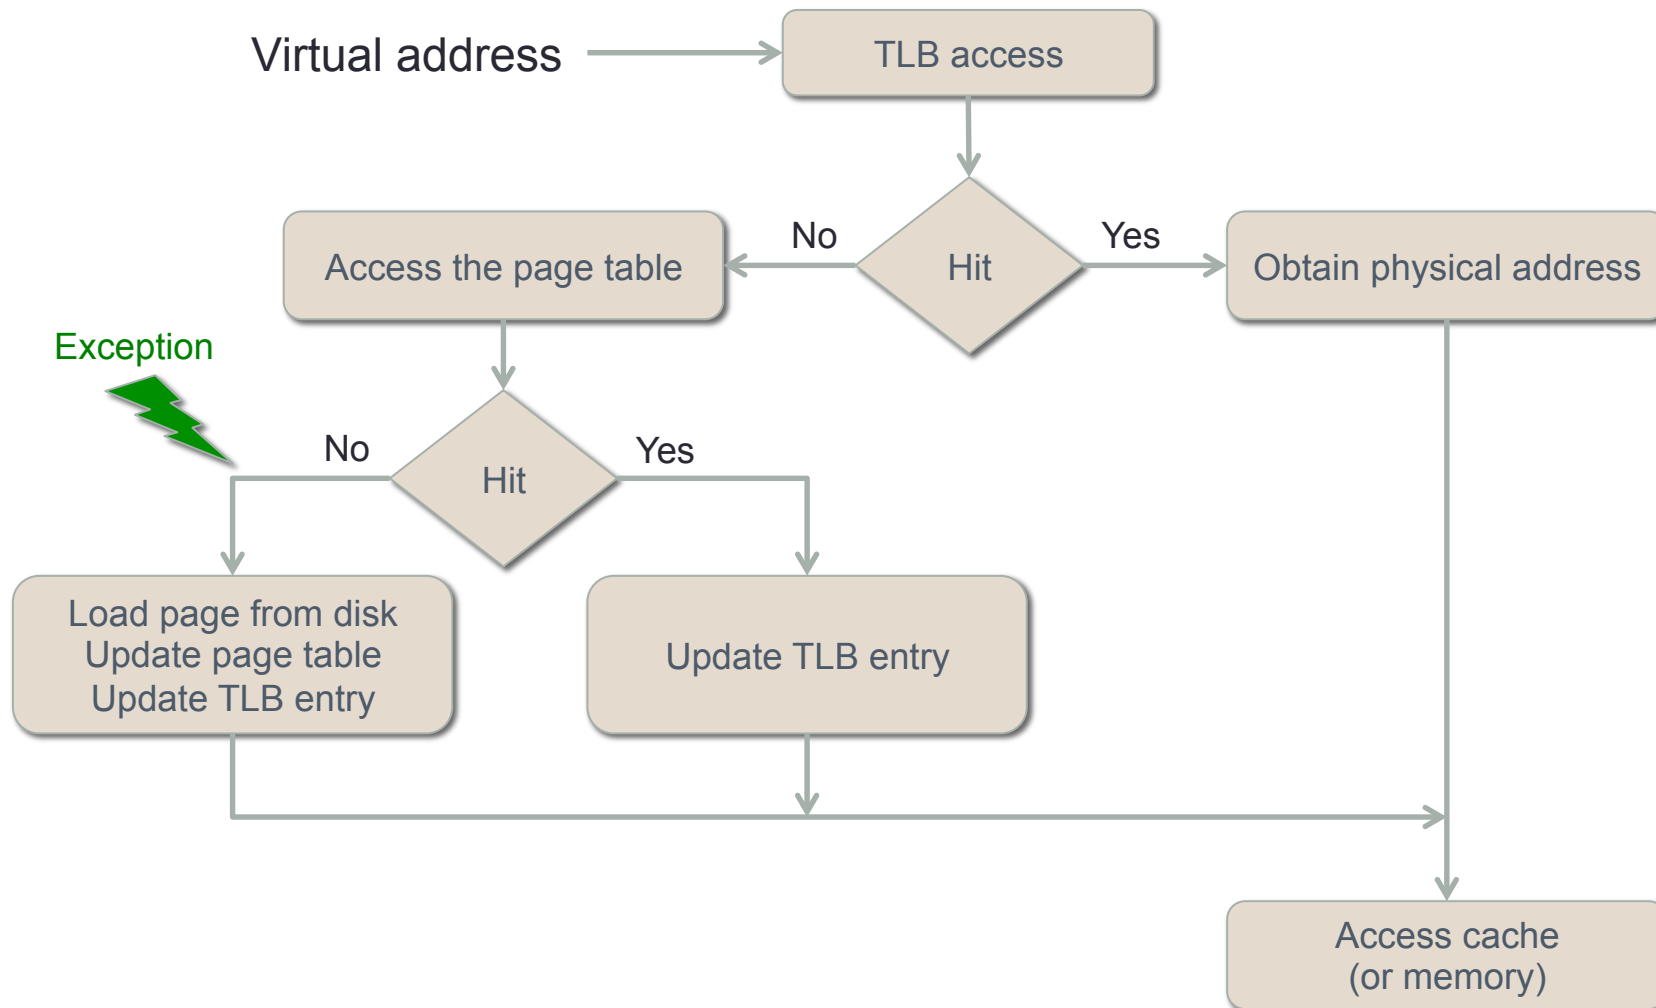 Virtual address
TLB access
No
Yes
Access the page table
Hit
Obtain physical address
Exception
No
Yes
Hit
Load page from disk
Update page table
Update TLB entry
Update TLB entry
Access cache
(or memory)